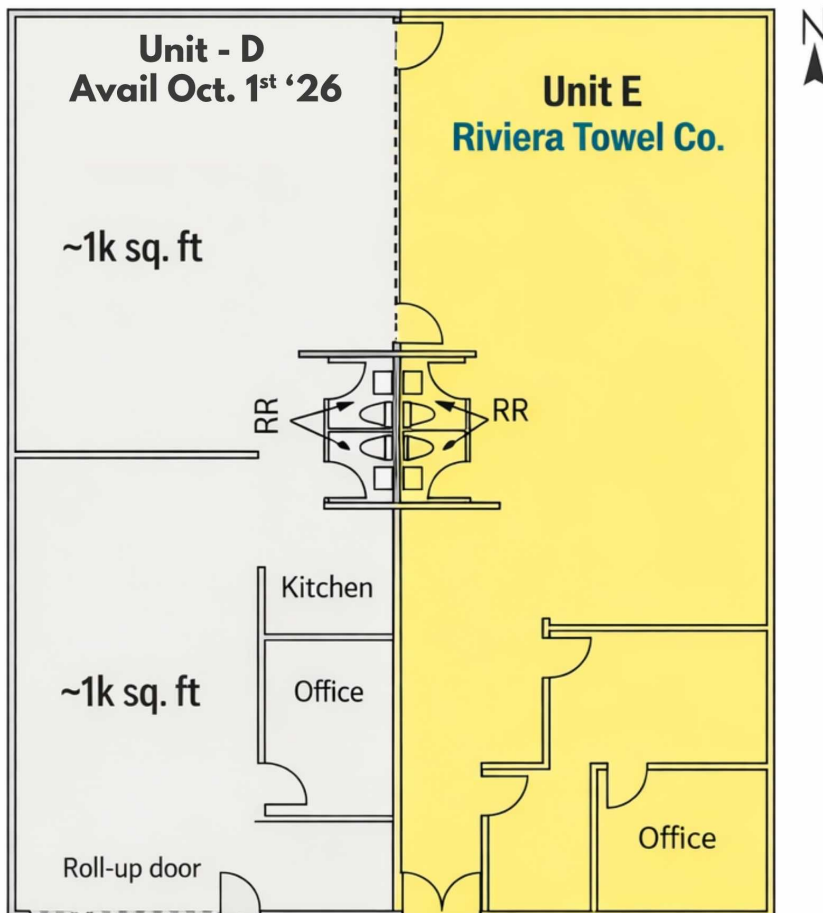 Unit - D
Avail Oct. 1st ‘26
N
Unit E
Riviera Towel Co.
~1k sq. ft
RR
RR
Kitchen
~1k sq. ft
Office
Office
Roll-up door